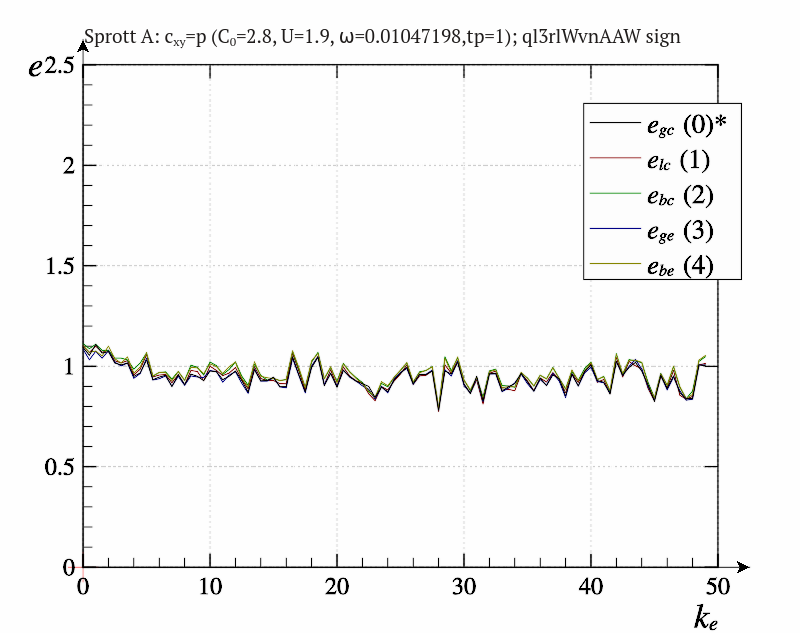 Sprott A: cxy=p (C0=2.8, U=1.9, ω=0.01047198,tp=1); ql3rlWvnAAW sign
e 2.5
egc (0)*
elc (1)
2
ebc (2)
ege (3)
1.5
ebe (4)
1
0.5
0
0 10 20 30 40 50
ke